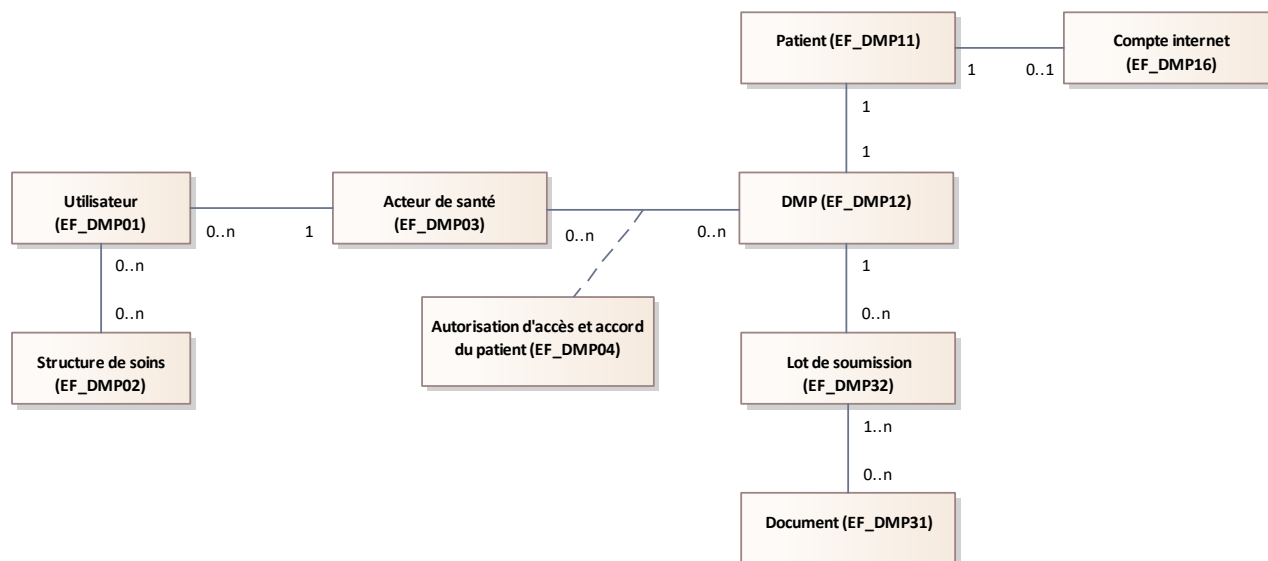 Patient (EF_DMP11)
Compte internet
(EF_DMP16)
1
0..1
1
1
Utilisateur
(EF_DMP01)
Acteur de santé
(EF_DMP03)
DMP (EF_DMP12)
0..n
1
0..n
0..n
0..n
1
0..n
0..n
Autorisation d'accès et accord
du patient (EF_DMP04)
Structure de soins
(EF_DMP02)
Lot de soumission
(EF_DMP32)
1..n
0..n
Document (EF_DMP31)